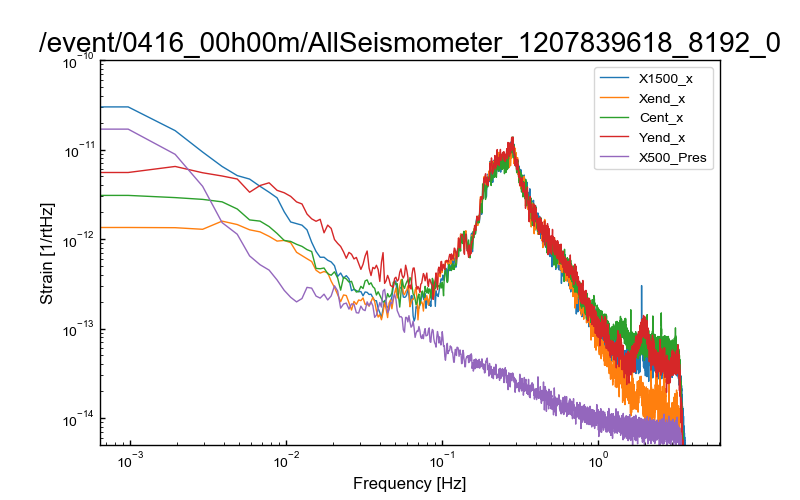 /event/0416_00h00m/AllSeismometer_1207839618_8192_0
Strain [1/rtHz]
10⁻¹⁰
10⁻¹¹
10⁻¹²
10⁻¹³
10⁻¹⁴
X1500_x
Xend_x
Cent_x
Yend_x
X500_Pres
10⁻³ 10⁻² 10⁻¹ 10⁰
Frequency [Hz]